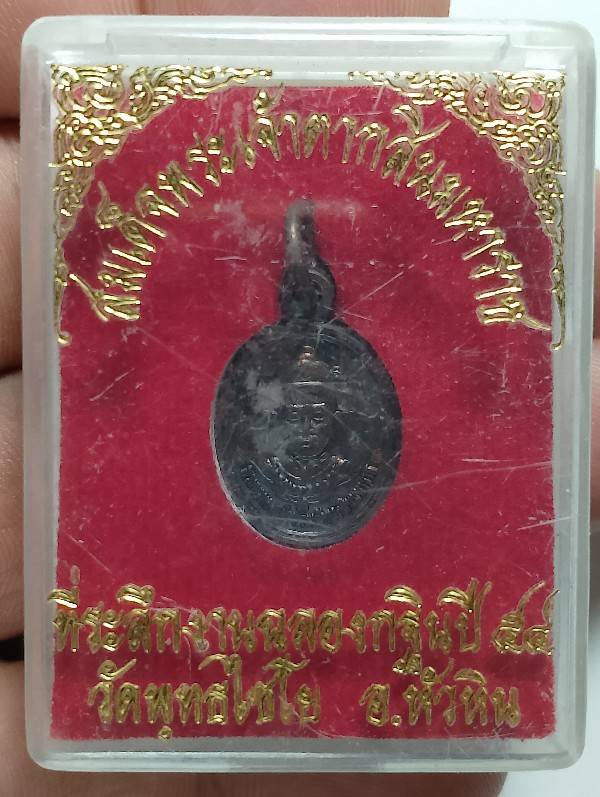 สมเด็จพระเจ้าตากสินมหาราช
ที่ระลึกงานฉลองกฐินปี ๕๔
วัดพุทธไชโย อ.หัวหิน